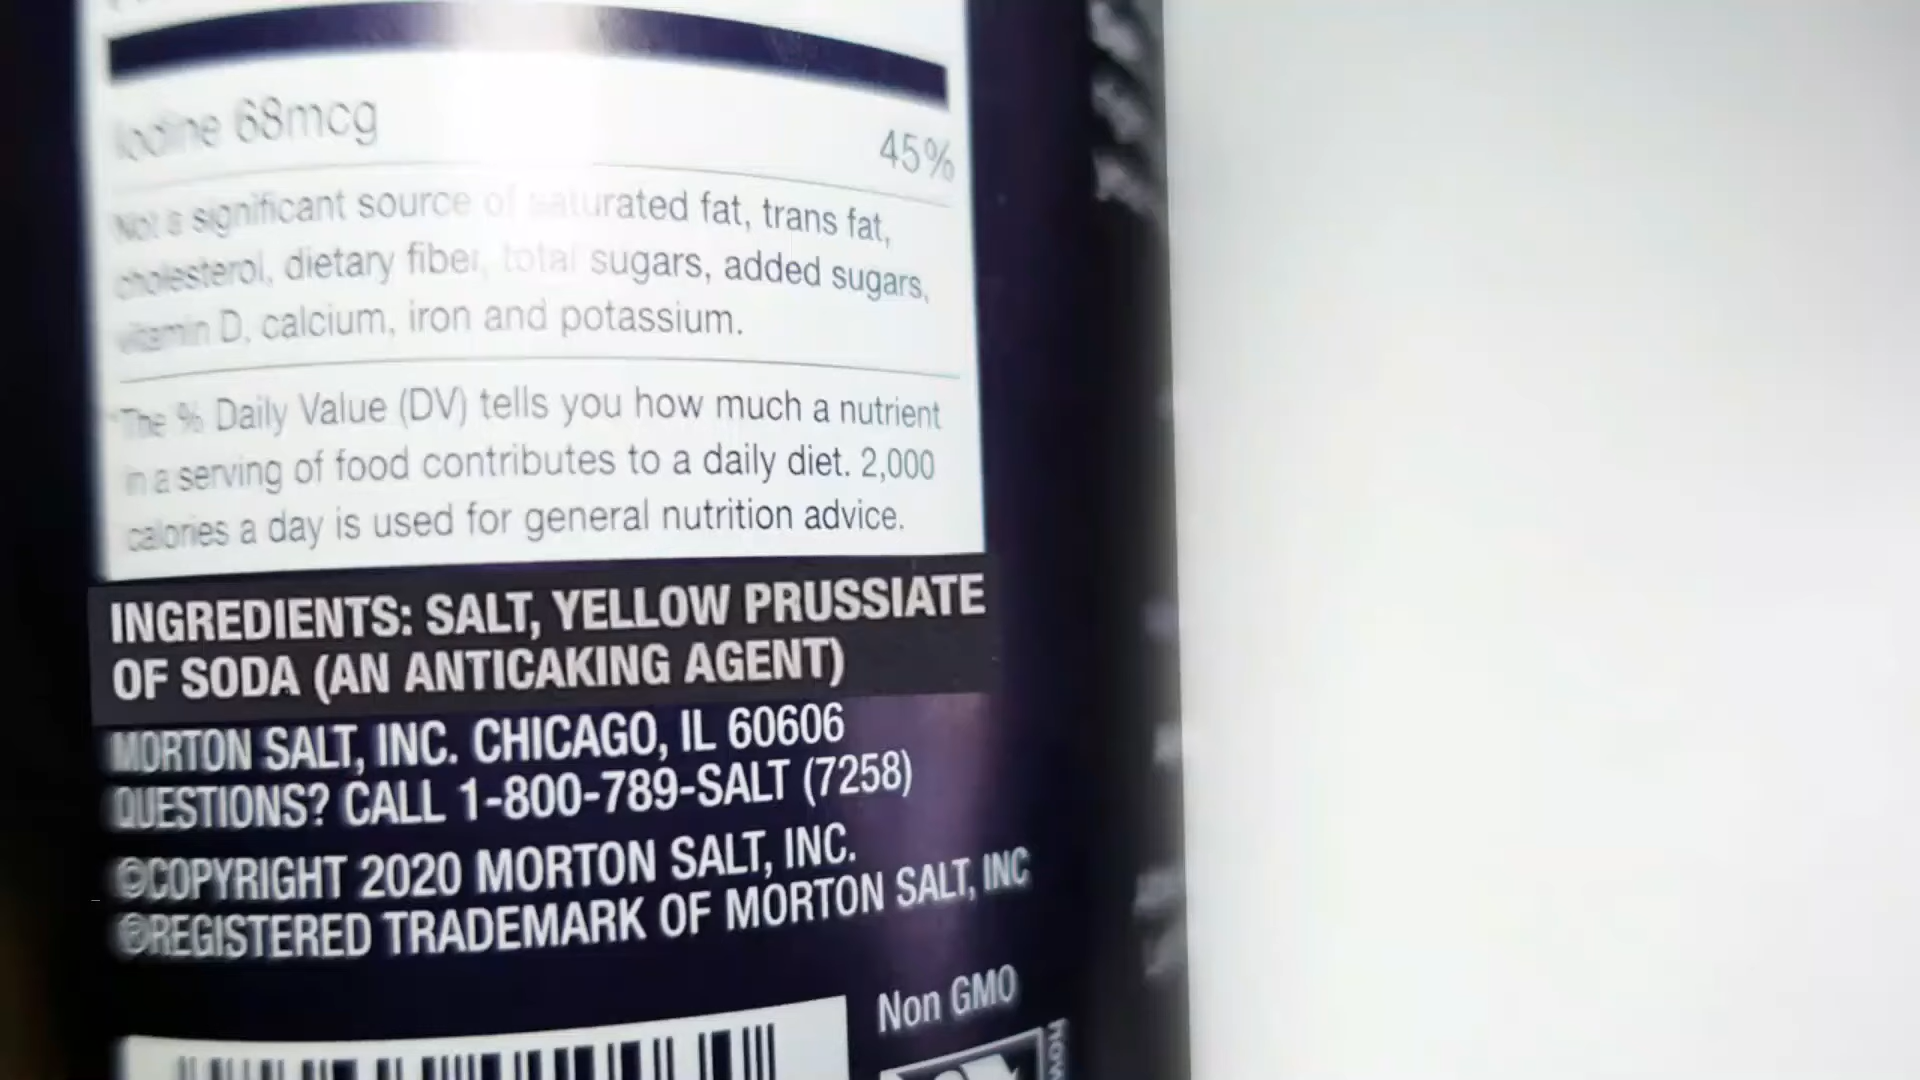 Iodine 68mcg 45%
Not a significant source of saturated fat, trans fat,
cholesterol, dietary fiber, total sugars, added sugars,
vitamin D, calcium, iron and potassium.
*The % Daily Value (DV) tells you how much a nutrient
in a serving of food contributes to a daily diet. 2,000
calories a day is used for general nutrition advice.
INGREDIENTS: SALT, YELLOW PRUSSIATE
OF SODA (AN ANTICAKING AGENT)
MORTON SALT, INC. CHICAGO, IL 60606
QUESTIONS? CALL 1-800-789-SALT (7258)
©COPYRIGHT 2020 MORTON SALT, INC.
®REGISTERED TRADEMARK OF MORTON SALT, INC
Non GMO